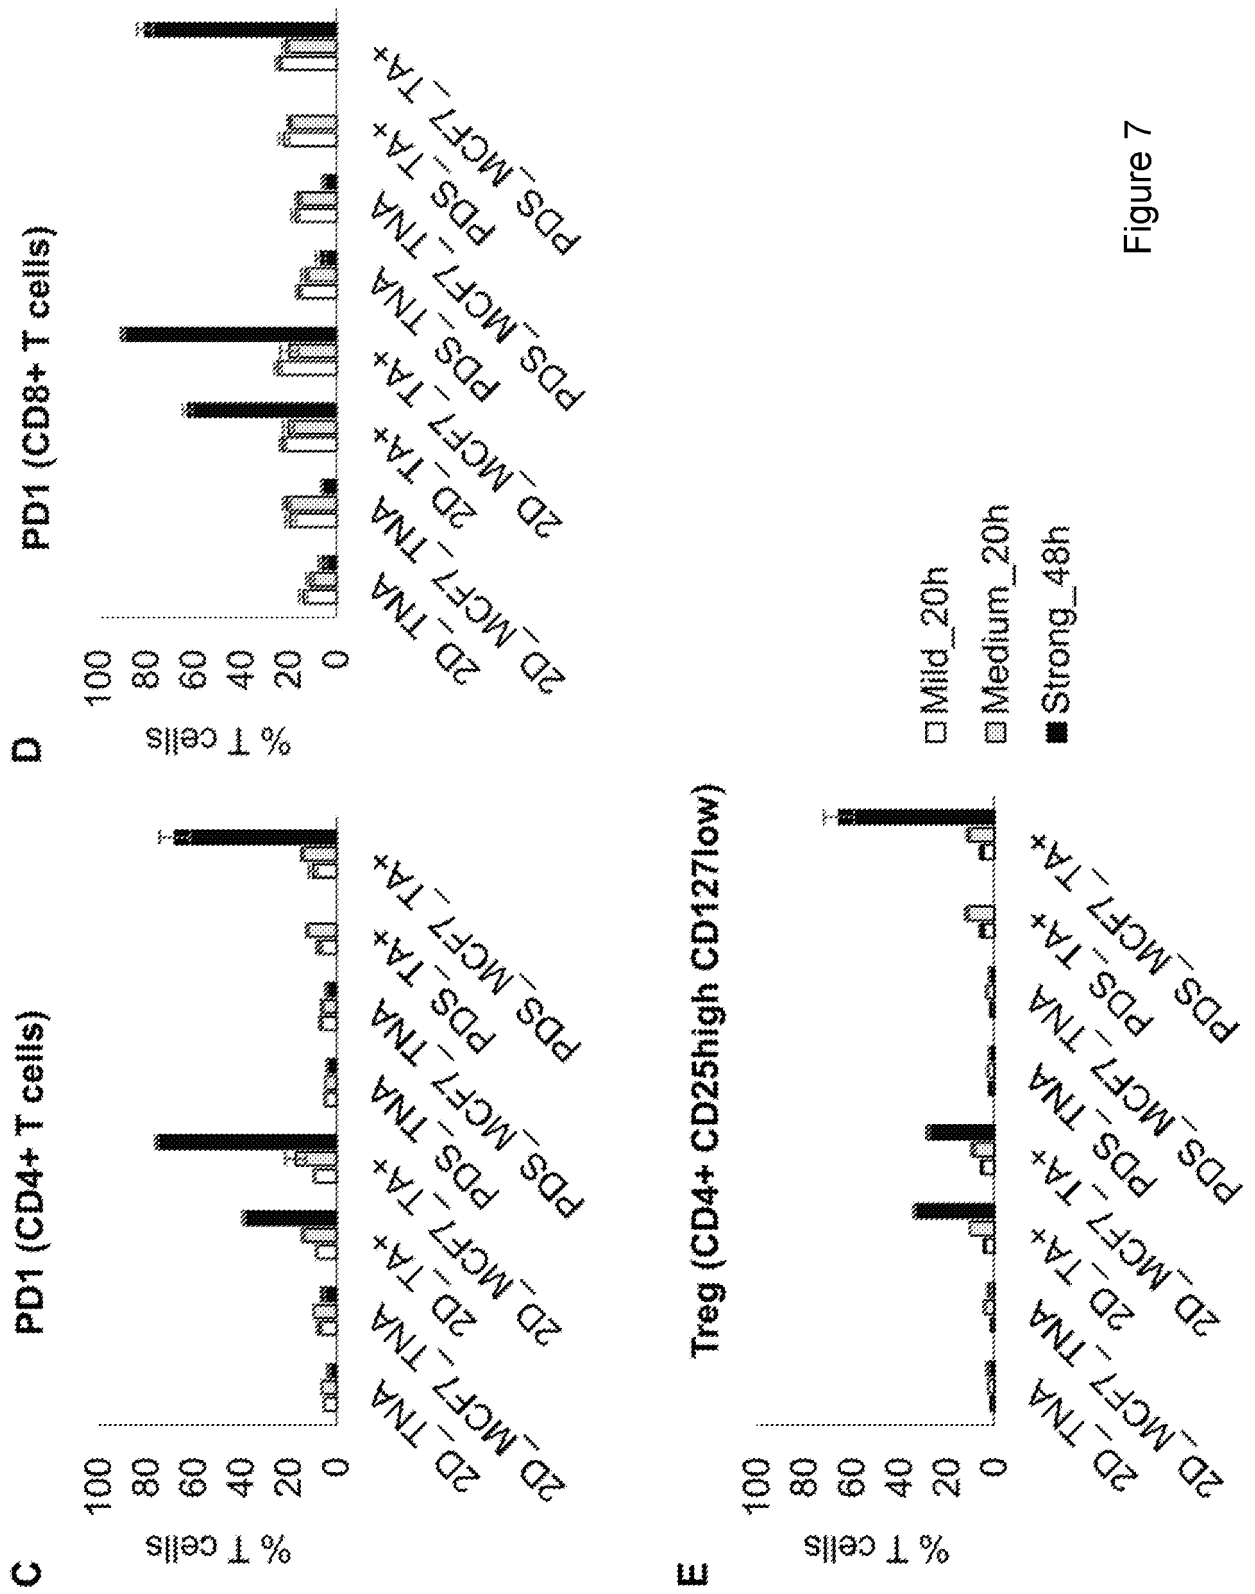 C
PD1 (CD4+ T cells)
% T cells
100
80
60
40
20
0
2D_TNA
2D_MCF7_TNA
2D_TA+
2D_MCF7_TA+
PDS_TNA
PDS_MCF7_TNA
PDS_TA+
PDS_MCF7_TA+
D
PD1 (CD8+ T cells)
% T cells
100
80
60
40
20
0
2D_TNA
2D_MCF7_TNA
2D_TA+
2D_MCF7_TA+
PDS_TNA
PDS_MCF7_TNA
PDS_TA+
PDS_MCF7_TA+
E
Treg (CD4+ CD25high CD127low)
% T cells
100
80
60
40
20
0
2D_TNA
2D_MCF7_TNA
2D_TA+
2D_MCF7_TA+
PDS_TNA
PDS_MCF7_TNA
PDS_TA+
PDS_MCF7_TA+
Mild_20h
Medium_20h
Strong_48h
Figure 7